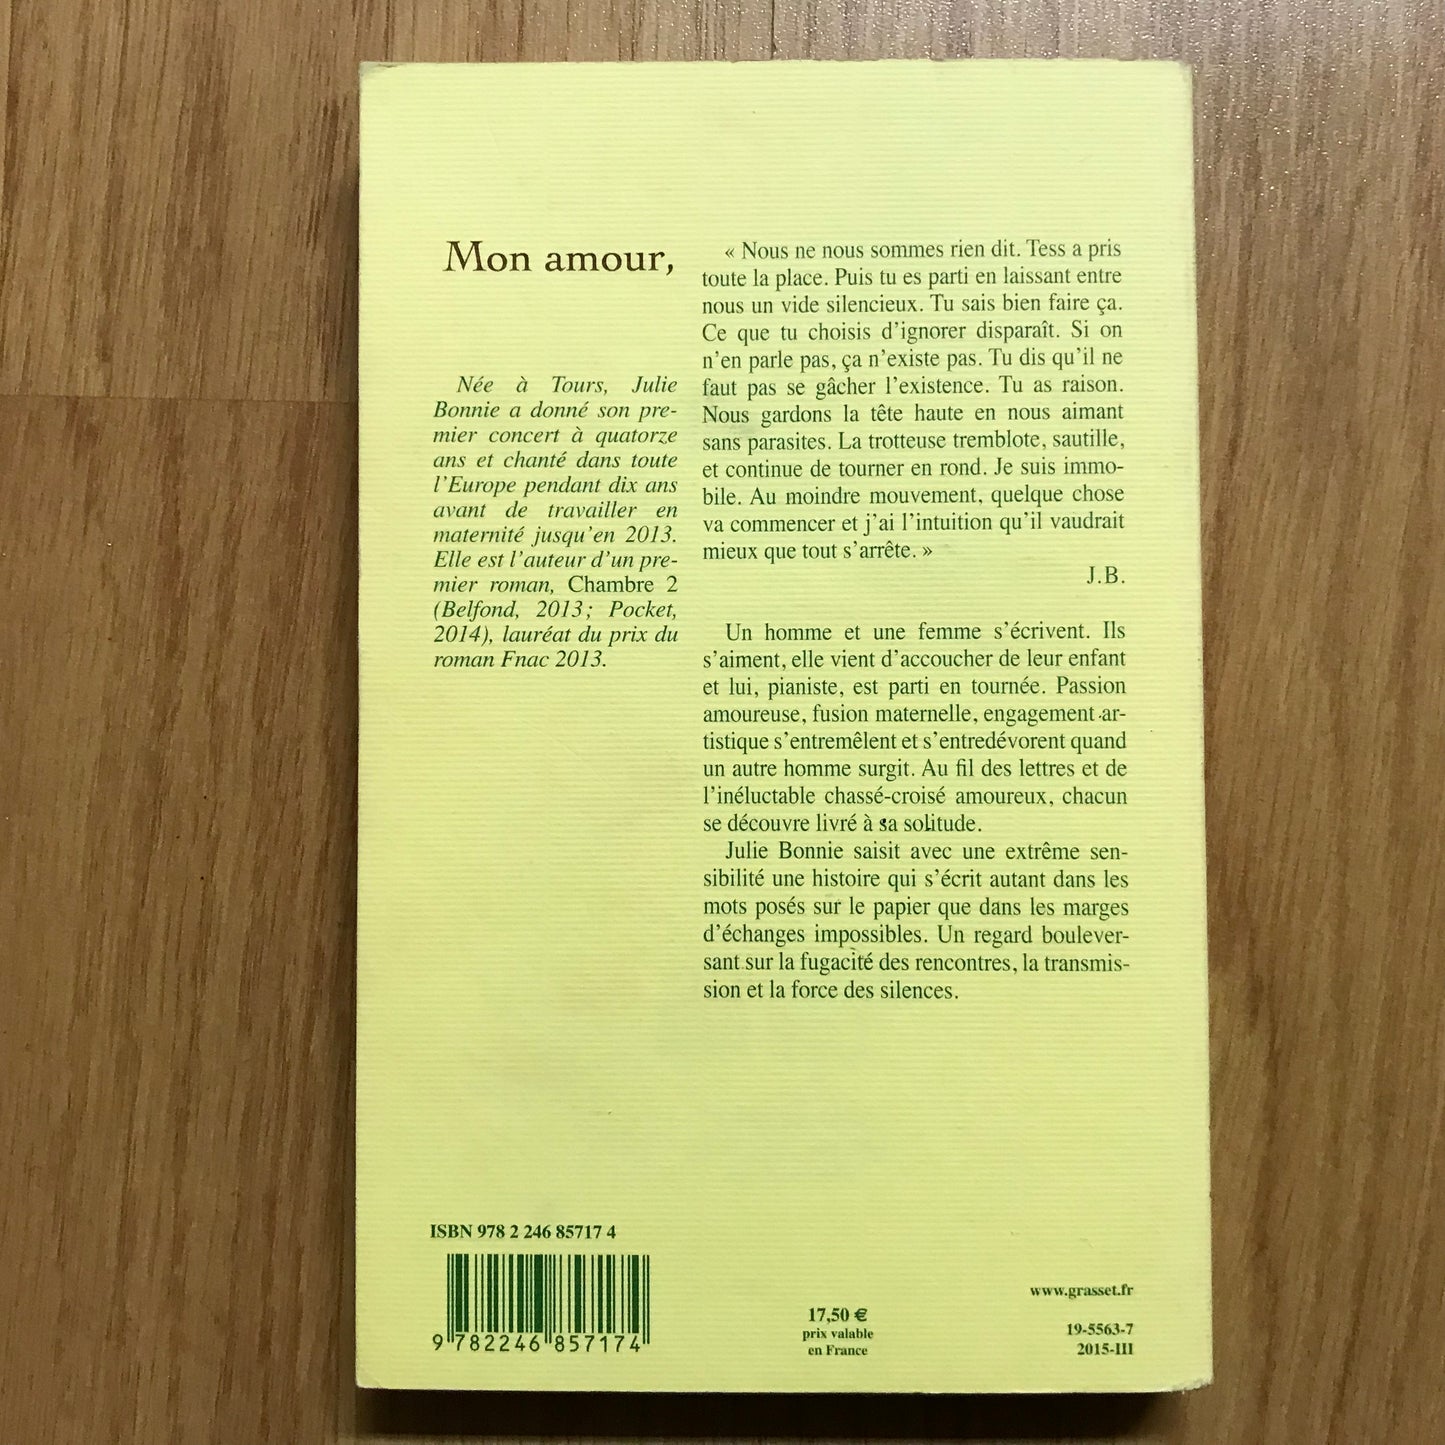 Mon amour,
Née à Tours, Julie
Bonnie a donné son pre-
mier concert à quatorze
ans et chanté dans toute
l'Europe pendant dix ans
avant de travailler en
maternité jusqu'en 2013.
Elle est l'auteur d'un pre-
mier roman, Chambre 2
(Belfond, 2013 ; Pocket,
2014), lauréat du prix du
roman Fnac 2013.
« Nous ne nous sommes rien dit. Tess a pris
toute la place. Puis tu es parti en laissant entre
nous un vide silencieux. Tu sais bien faire ça.
Ce que tu choisis d'ignorer disparaît. Si on
n'en parle pas, ça n'existe pas. Tu dis qu'il ne
faut pas se gâcher l'existence. Tu as raison.
Nous gardons la tête haute en nous aimant
sans parasites. La trotteuse tremblote, sautille,
et continue de tourner en rond. Je suis immo-
bile. Au moindre mouvement, quelque chose
va commencer et j'ai l'intuition qu'il vaudrait
mieux que tout s'arrête. »
J.B.
Un homme et une femme s'écrivent. Ils
s'aiment, elle vient d'accoucher de leur enfant
et lui, pianiste, est parti en tournée. Passion
amoureuse, fusion maternelle, engagement ar-
tistique s'entremêlent et s'entredévorent quand
un autre homme surgit. Au fil des lettres et de
l'inéluctable chassé-croisé amoureux, chacun
se découvre livré à sa solitude.
Julie Bonnie saisit avec une extrême sen-
sibilité une histoire qui s'écrit autant dans les
mots posés sur le papier que dans les marges
d'échanges impossibles. Un regard boulever-
sant sur la fugacité des rencontres, la transmis-
sion et la force des silences.
ISBN 978 2 246 85717 4
9 782246 857174
17,50 €
prix valable
en France
www.grasset.fr
19-5563-7
2015-III